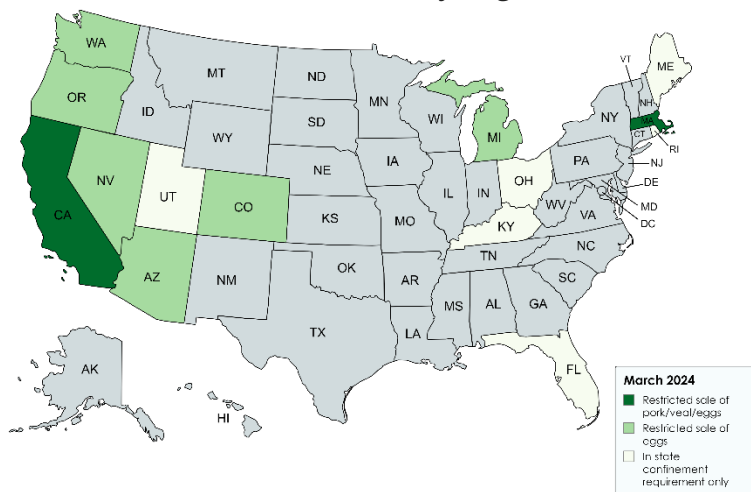 WA
ME
VT
MT
ND
OR
MN
NH
ID
WI
NY
MA
SD
MI
CT
RI
WY
IA
PA
NJ
NE
OH
DE
NV
IL
IN
UT
WV
MD
CO
CA
VA
KS
MO
KY
DC
NC
TN
OK
AZ
NM
AR
SC
MS
AL
GA
TX
LA
AK
FL
HI
March 2024
Restricted sale of
pork/veal/eggs
Restricted sale of
eggs
In state
confinement
requirement only